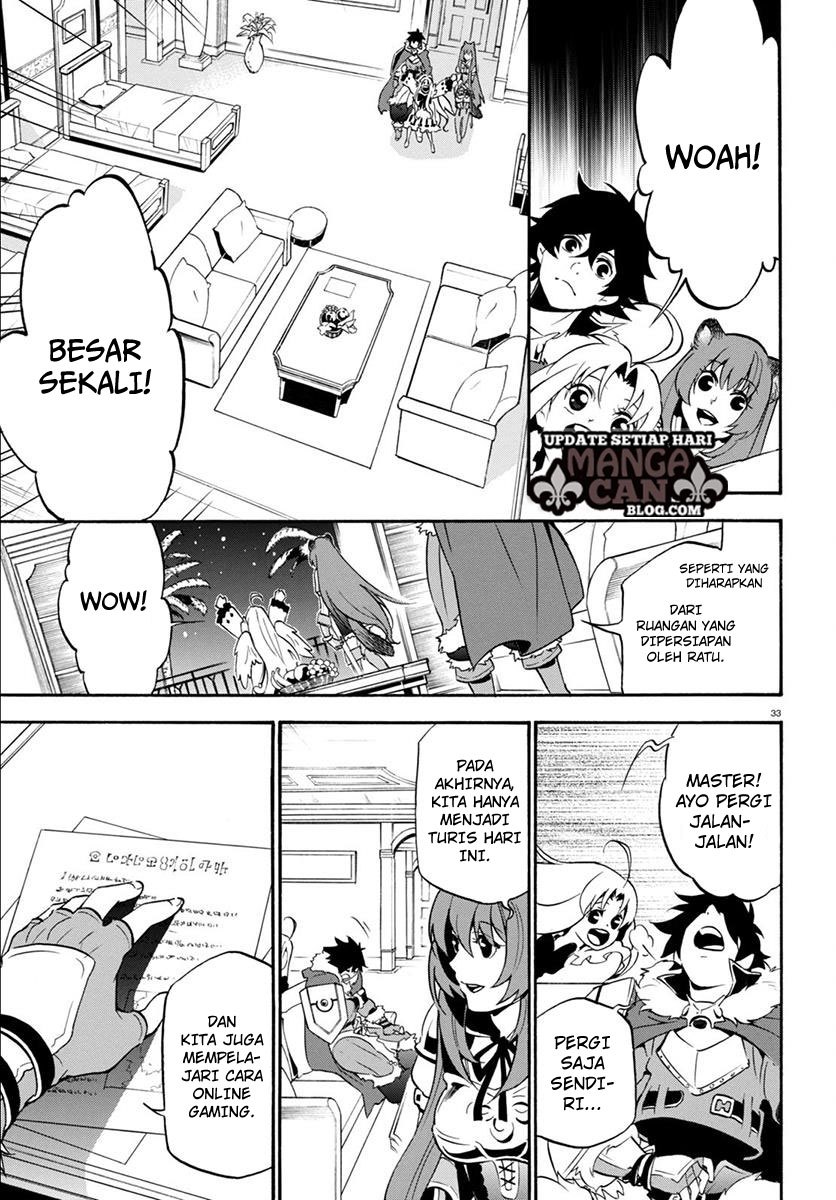 WOAH!
BESAR
SEKALI!
UPDATE SETIAP HARI
MANGA
CAN
BLOG.COM
SEPERTI YANG
DIHARAPKAN
DARI
RUANGAN YANG
DIPERSIAPAN
OLEH RATU.
WOW!
33
MASTER!
AYO PERGI
JALAN-
JALAN!
PERGI
SAJA
SENDI-
RI...
PADA
AKHIRNYA,
KITA HANYA
MENJADI
TURIS HARI
INI.
DAN
KITA JUGA
MEMPELA-
JARI CARA
ONLINE
GAMING.